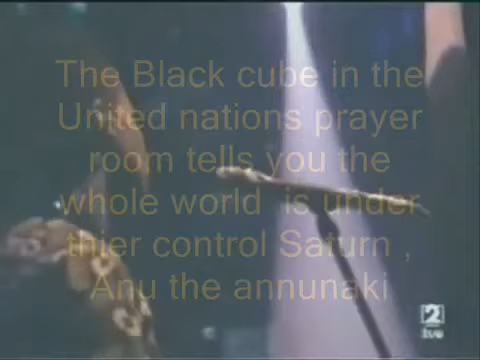 The Black cube in the
United nations prayer
room tells you the
whole world is under
thier control Saturn
Anu the annunaki
2
tve